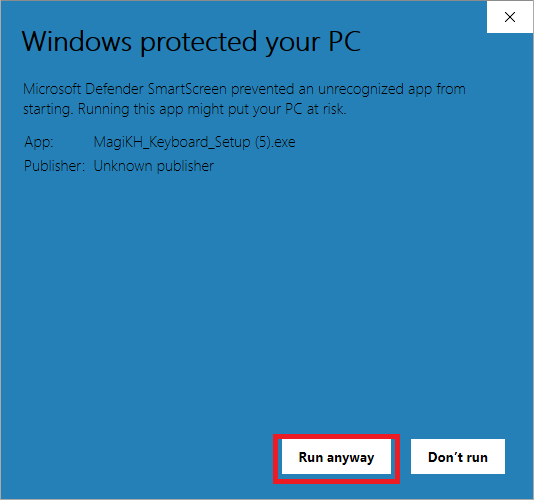 Windows protected your PC
Microsoft Defender SmartScreen prevented an unrecognized app from
starting. Running this app might put your PC at risk.
App: MagiKH_Keyboard_Setup (5).exe
Publisher: Unknown publisher
Run anyway Don’t run